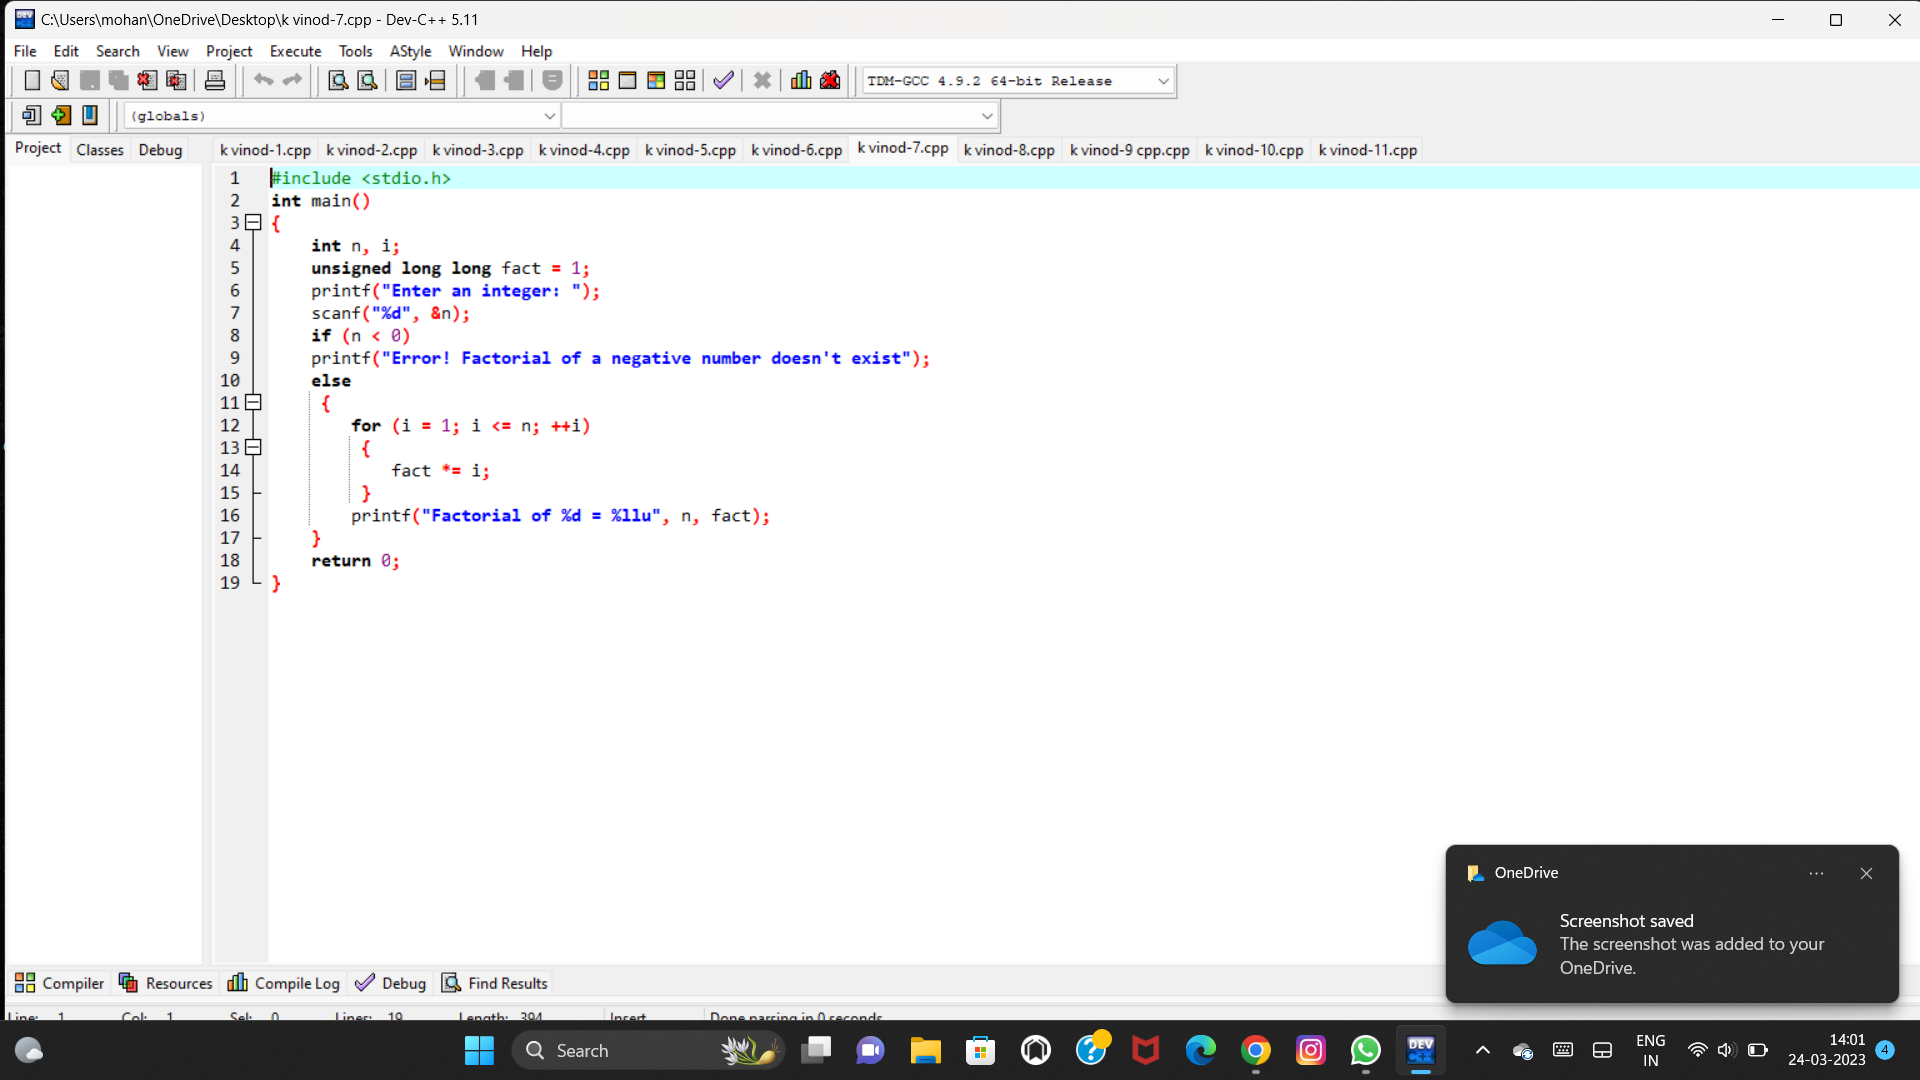 C:\Users\mohan\OneDrive\Desktop\k vinod-7.cpp - Dev-C++ 5.11
File Edit Search View Project Execute Tools AStyle Window Help
TDM-GCC 4.9.2 64-bit Release
(globals)
Project Classes Debug k vinod-1.cpp k vinod-2.cpp k vinod-3.cpp k vinod-4.cpp k vinod-5.cpp k vinod-6.cpp k vinod-7.cpp k vinod-8.cpp k vinod-9 cpp.cpp k vinod-10.cpp k vinod-11.cpp
1 #include <stdio.h>
2 int main()
3 {
4 int n, i;
5 unsigned long long fact = 1;
6 printf("Enter an integer: ");
7 scanf("%d", &n);
8 if (n < 0)
9 printf("Error! Factorial of a negative number doesn't exist");
10 else
11 {
12 for (i = 1; i <= n; ++i)
13 {
14 fact *= i;
15 }
16 printf("Factorial of %d = %llu", n, fact);
17 }
18 return 0;
19 }
OneDrive
Screenshot saved
The screenshot was added to your
OneDrive.
Compiler Resources Compile Log Debug Find Results
Line: 1 Col: 1 Sel: 0 Lines: 19 Length: 394 Insert Done parsing in 0 seconds
Search
DEV
ENG
IN
14:01
24-03-2023
4